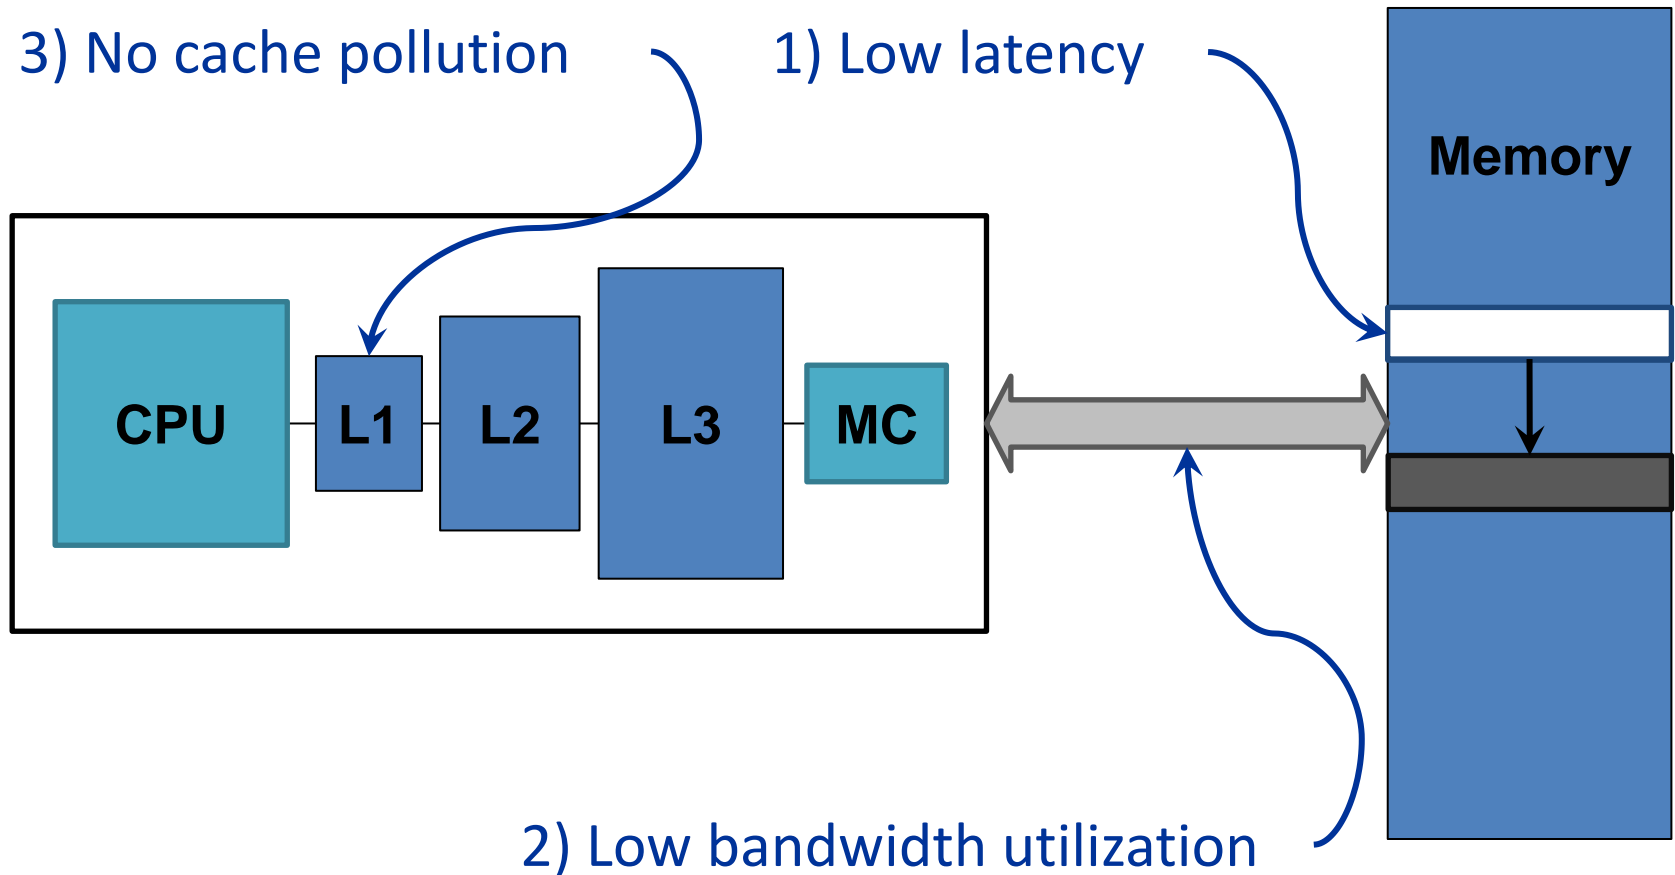 3) No cache pollution
1) Low latency
Memory
CPU
L1
L2
L3
MC
2) Low bandwidth utilization